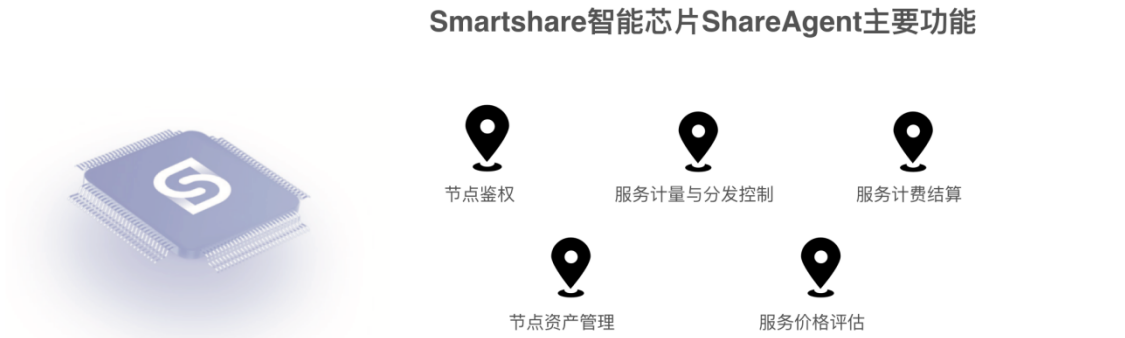 Smartshare智能芯片ShareAgent主要功能
节点鉴权
服务计量与分发控制
服务计费结算
节点资产管理
服务价格评估